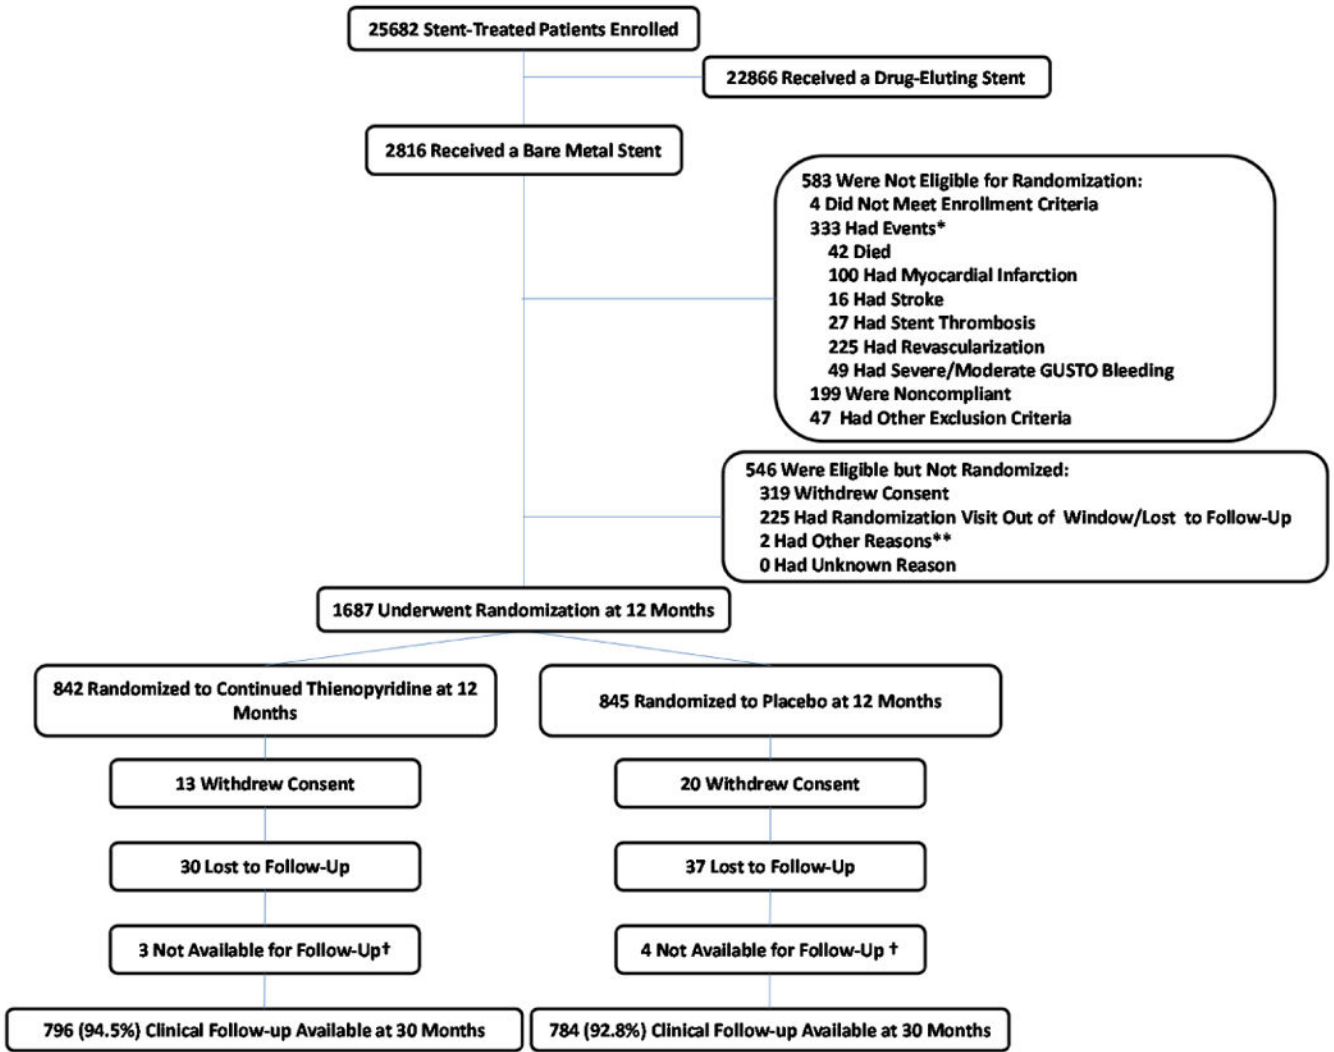 25682 Stent-Treated Patients Enrolled
22866 Received a Drug-Eluting Stent
2816 Received a Bare Metal Stent
583 Were Not Eligible for Randomization:
4 Did Not Meet Enrollment Criteria
333 Had Events*
42 Died
100 Had Myocardial Infarction
16 Had Stroke
27 Had Stent Thrombosis
225 Had Revascularization
49 Had Severe/Moderate GUSTO Bleeding
199 Were Noncompliant
47 Had Other Exclusion Criteria
546 Were Eligible but Not Randomized:
319 Withdrew Consent
225 Had Randomization Visit Out of Window/Lost to Follow-Up
2 Had Other Reasons**
0 Had Unknown Reason
1687 Underwent Randomization at 12 Months
842 Randomized to Continued Thienopyridine at 12
Months
845 Randomized to Placebo at 12 Months
13 Withdrew Consent
20 Withdrew Consent
30 Lost to Follow-Up
37 Lost to Follow-Up
3 Not Available for Follow-Up†
4 Not Available for Follow-Up †
796 (94.5%) Clinical Follow-up Available at 30 Months
784 (92.8%) Clinical Follow-up Available at 30 Months